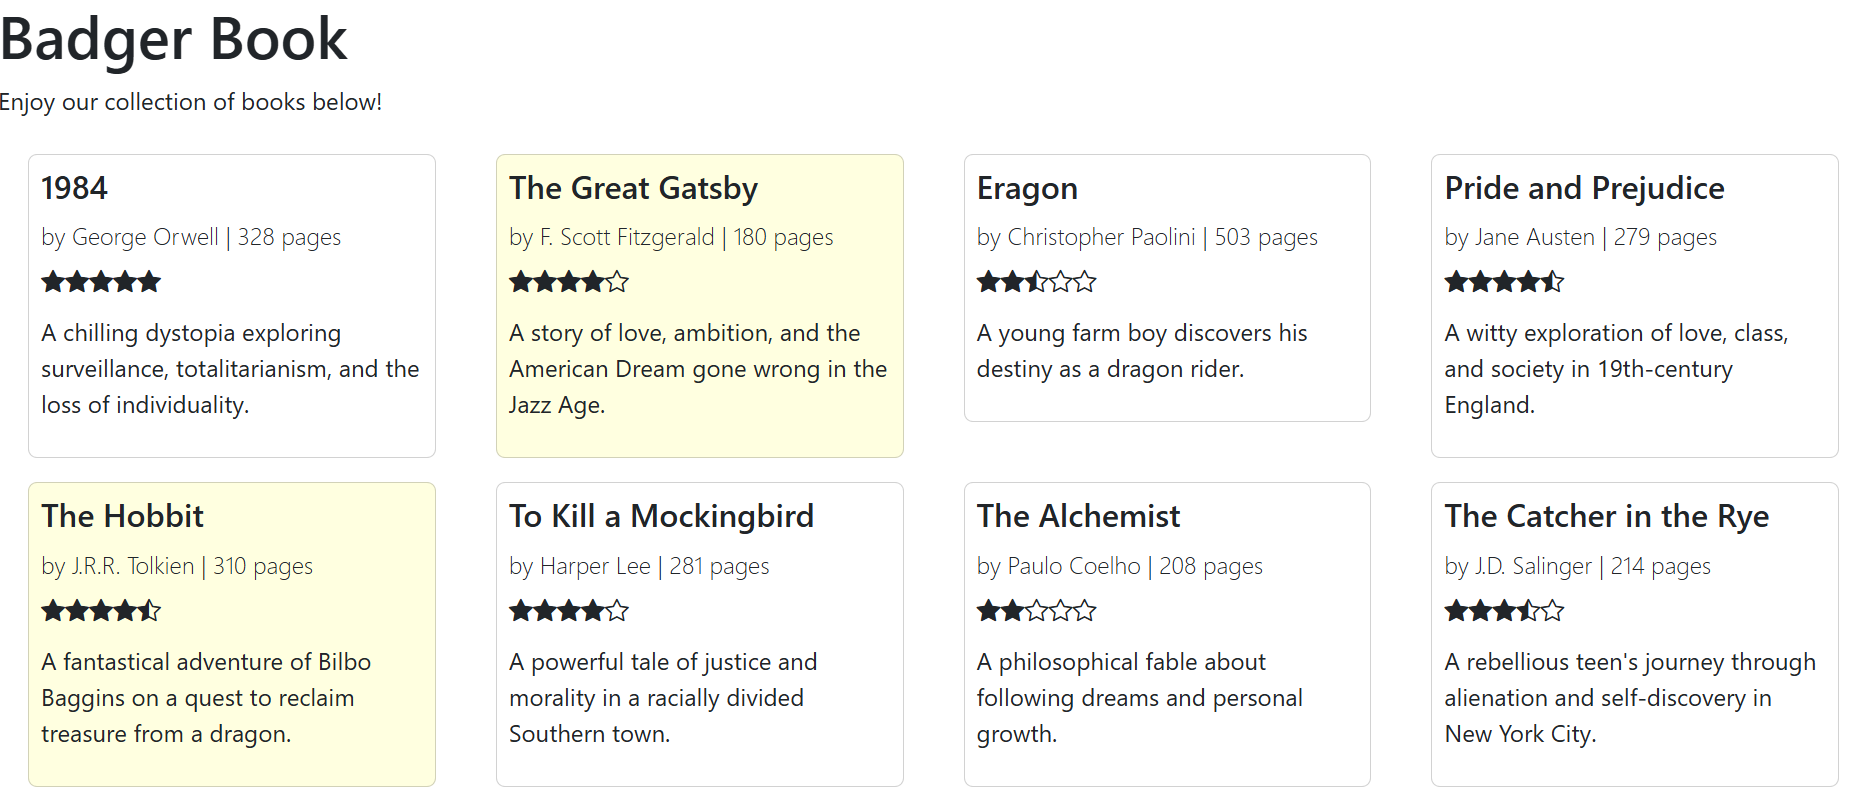 Badger Book
Enjoy our collection of books below!
1984
by George Orwell | 328 pages
★★★★★
A chilling dystopia exploring
surveillance, totalitarianism, and the
loss of individuality.
The Great Gatsby
by F. Scott Fitzgerald | 180 pages
A story of love, ambition, and the
American Dream gone wrong in the
Jazz Age.
Eragon
by Christopher Paolini | 503 pages
A young farm boy discovers his
destiny as a dragon rider.
Pride and Prejudice
by Jane Austen | 279 pages
A witty exploration of love, class,
and society in 19th-century
England.
The Hobbit
by J.R.R. Tolkien | 310 pages
A fantastical adventure of Bilbo
Baggins on a quest to reclaim
treasure from a dragon.
To Kill a Mockingbird
by Harper Lee | 281 pages
A powerful tale of justice and
morality in a racially divided
Southern town.
The Alchemist
by Paulo Coelho | 208 pages
A philosophical fable about
following dreams and personal
growth.
The Catcher in the Rye
by J.D. Salinger | 214 pages
A rebellious teen's journey through
alienation and self-discovery in
New York City.